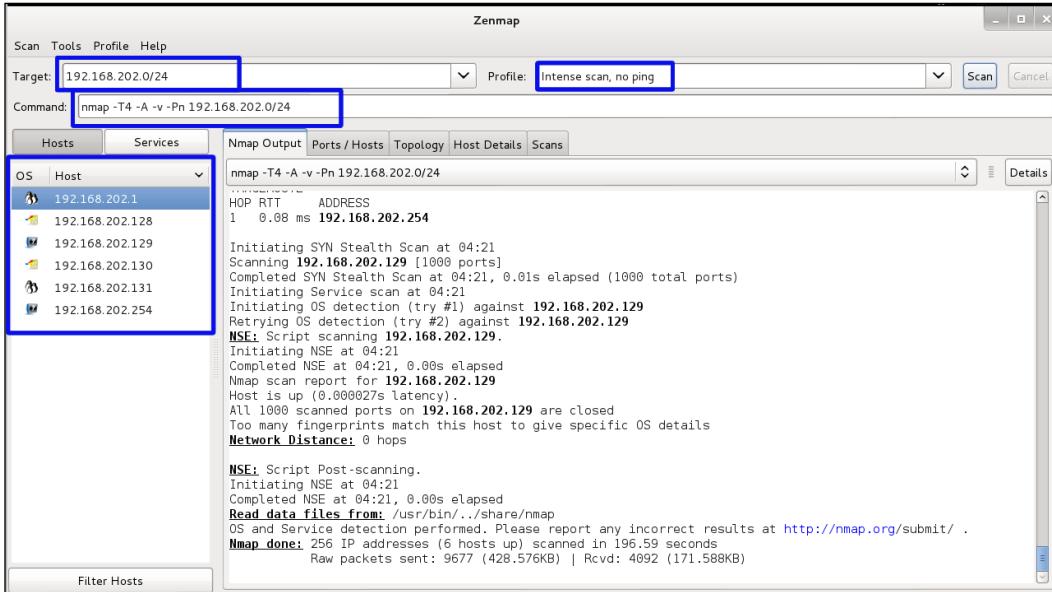 Zenmap
Scan Tools Profile Help
Target: 192.168.202.0/24 Profile: Intense scan, no ping Scan Cancel
Command: nmap -T4 -A -v -Pn 192.168.202.0/24
Hosts Services
Nmap Output Ports / Hosts Topology Host Details Scans
OS Host
192.168.202.1
192.168.202.128
192.168.202.129
192.168.202.130
192.168.202.131
192.168.202.254
Filter Hosts
nmap -T4 -A -v -Pn 192.168.202.0/24 Details
HOP RTT ADDRESS
1 0.08 ms 192.168.202.254
Initiating SYN Stealth Scan at 04:21
Scanning 192.168.202.129 [1000 ports]
Completed SYN Stealth Scan at 04:21, 0.01s elapsed (1000 total ports)
Initiating Service scan at 04:21
Initiating OS detection (try #1) against 192.168.202.129
Retrying OS detection (try #2) against 192.168.202.129
NSE: Script scanning 192.168.202.129.
Initiating NSE at 04:21
Completed NSE at 04:21, 0.00s elapsed
Nmap scan report for 192.168.202.129
Host is up (0.000027s latency).
All 1000 scanned ports on 192.168.202.129 are closed
Too many fingerprints match this host to give specific OS details
Network Distance: 0 hops
NSE: Script Post-scanning.
Initiating NSE at 04:21
Completed NSE at 04:21, 0.00s elapsed
Read data files from: /usr/bin/../share/nmap
OS and Service detection performed. Please report any incorrect results at http://nmap.org/submit/ .
Nmap done: 256 IP addresses (6 hosts up) scanned in 196.59 seconds
Raw packets sent: 9677 (428.576KB) | Rcvd: 4092 (171.588KB)